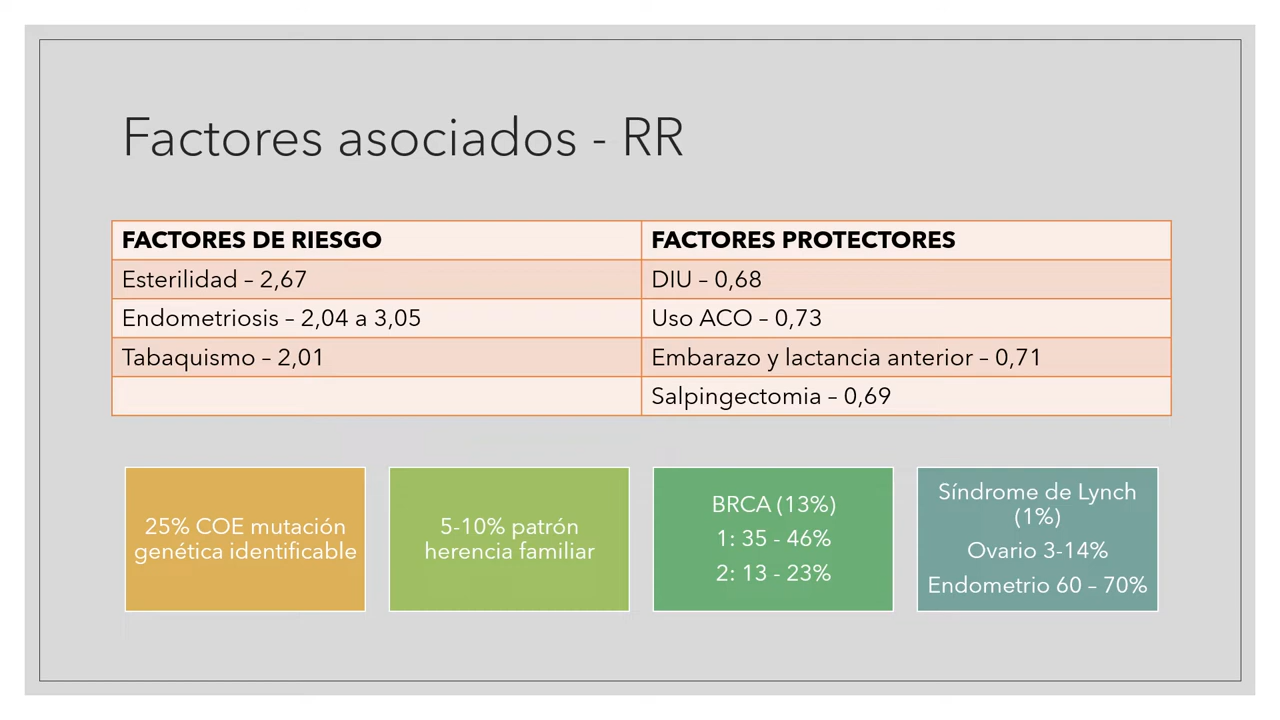 Factores asociados - RR
FACTORES DE RIESGO
FACTORES PROTECTORES
Esterilidad – 2,67
DIU – 0,68
Endometriosis – 2,04 a 3,05
Uso ACO – 0,73
Tabaquismo – 2,01
Embarazo y lactancia anterior – 0,71
Salpingectomia – 0,69
25% COE mutación
genética identificable
5-10% patrón
herencia familiar
BRCA (13%)
1: 35 - 46%
2: 13 - 23%
Síndrome de Lynch
(1%)
Ovario 3-14%
Endometrio 60 – 70%